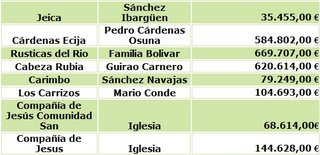 Jeica Sánchez Ibargüen 35.455,00 €
Cárdenas Ecija Pedro Cárdenas Osuna 584.802,00 €
Rusticas del Rio Familia Bolivar 669.707,00 €
Cabeza Rubia Guirao Carnero 620.614,00 €
Carimbo Sánchez Navajas 79.249,00 €
Los Carrizos Mario Conde 104.693,00 €
Compañía de Jesús Comunidad San Iglesia 68.614,00€
Compañía de Jesus Iglesia 144.628,00 €